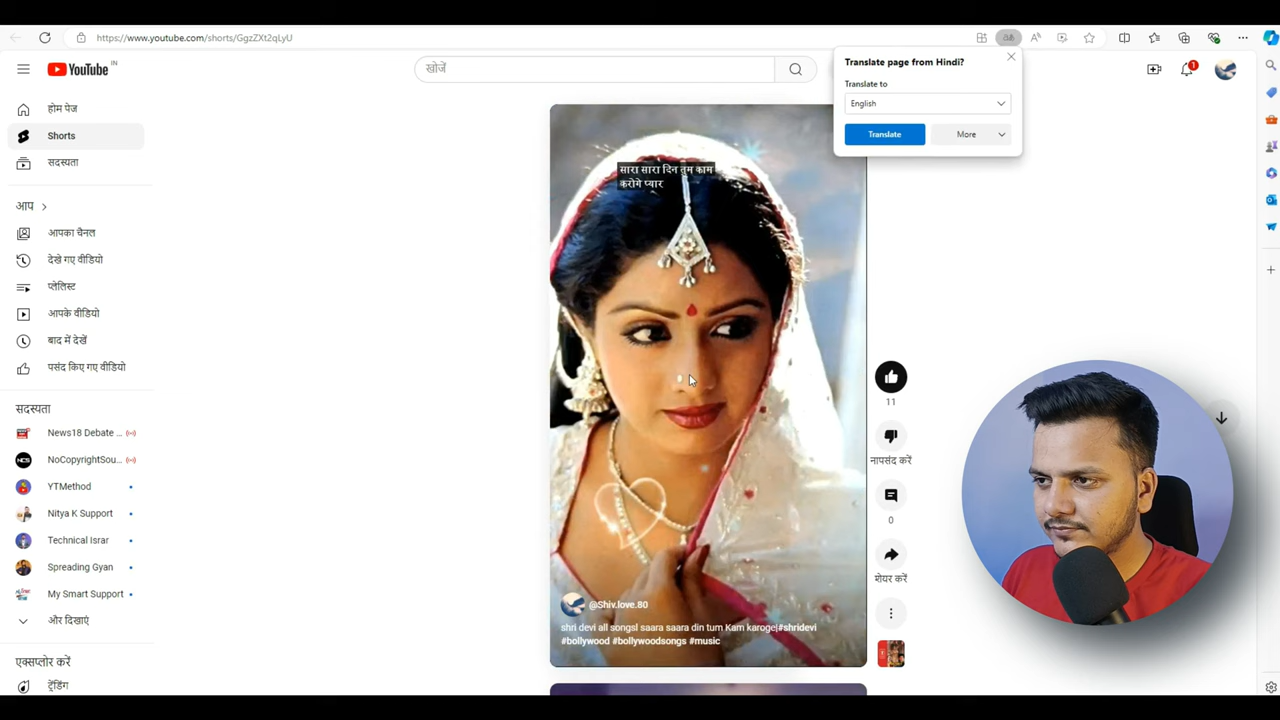 https://www.youtube.com/shorts/GgzZXt2qLyU
Translate page from Hindi?
Translate to
English
Translate
More
YouTube IN
खोजें
1
होम पेज
Shorts
सदस्यता
आप
आपका चैनल
देखे गए वीडियो
प्लेलिस्ट
आपके वीडियो
बाद में देखें
पसंद किए गए वीडियो
सदस्यता
News18 Debate ...
NoCopyrightSou...
YTMethod
Nitya K Support
Technical Israr
Spreading Gyan
My Smart Support
और दिखाएं
एक्सप्लोर करें
ट्रेंडिंग
सारा सारा दिन तुम काम
करोगे प्यार
@Shiv.love.80
shri devi all songsl saara saara din tum Kam karoge|#shridevi
#bollywood #bollywoodsongs #music
11
नापसंद करें
0
शेयर करें